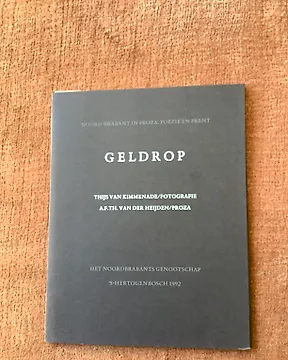 NOORD-BRABANT IN PROZA, POËZIE EN PRENT
GELDROP
THIJS VAN KIMMENADE/FOTOGRAFIE
A.F.TH. VAN DER HEIJDEN/PROZA
HET NOORDBRABANTS GENOOTSCHAP
'S-HERTOGENBOSCH 1992